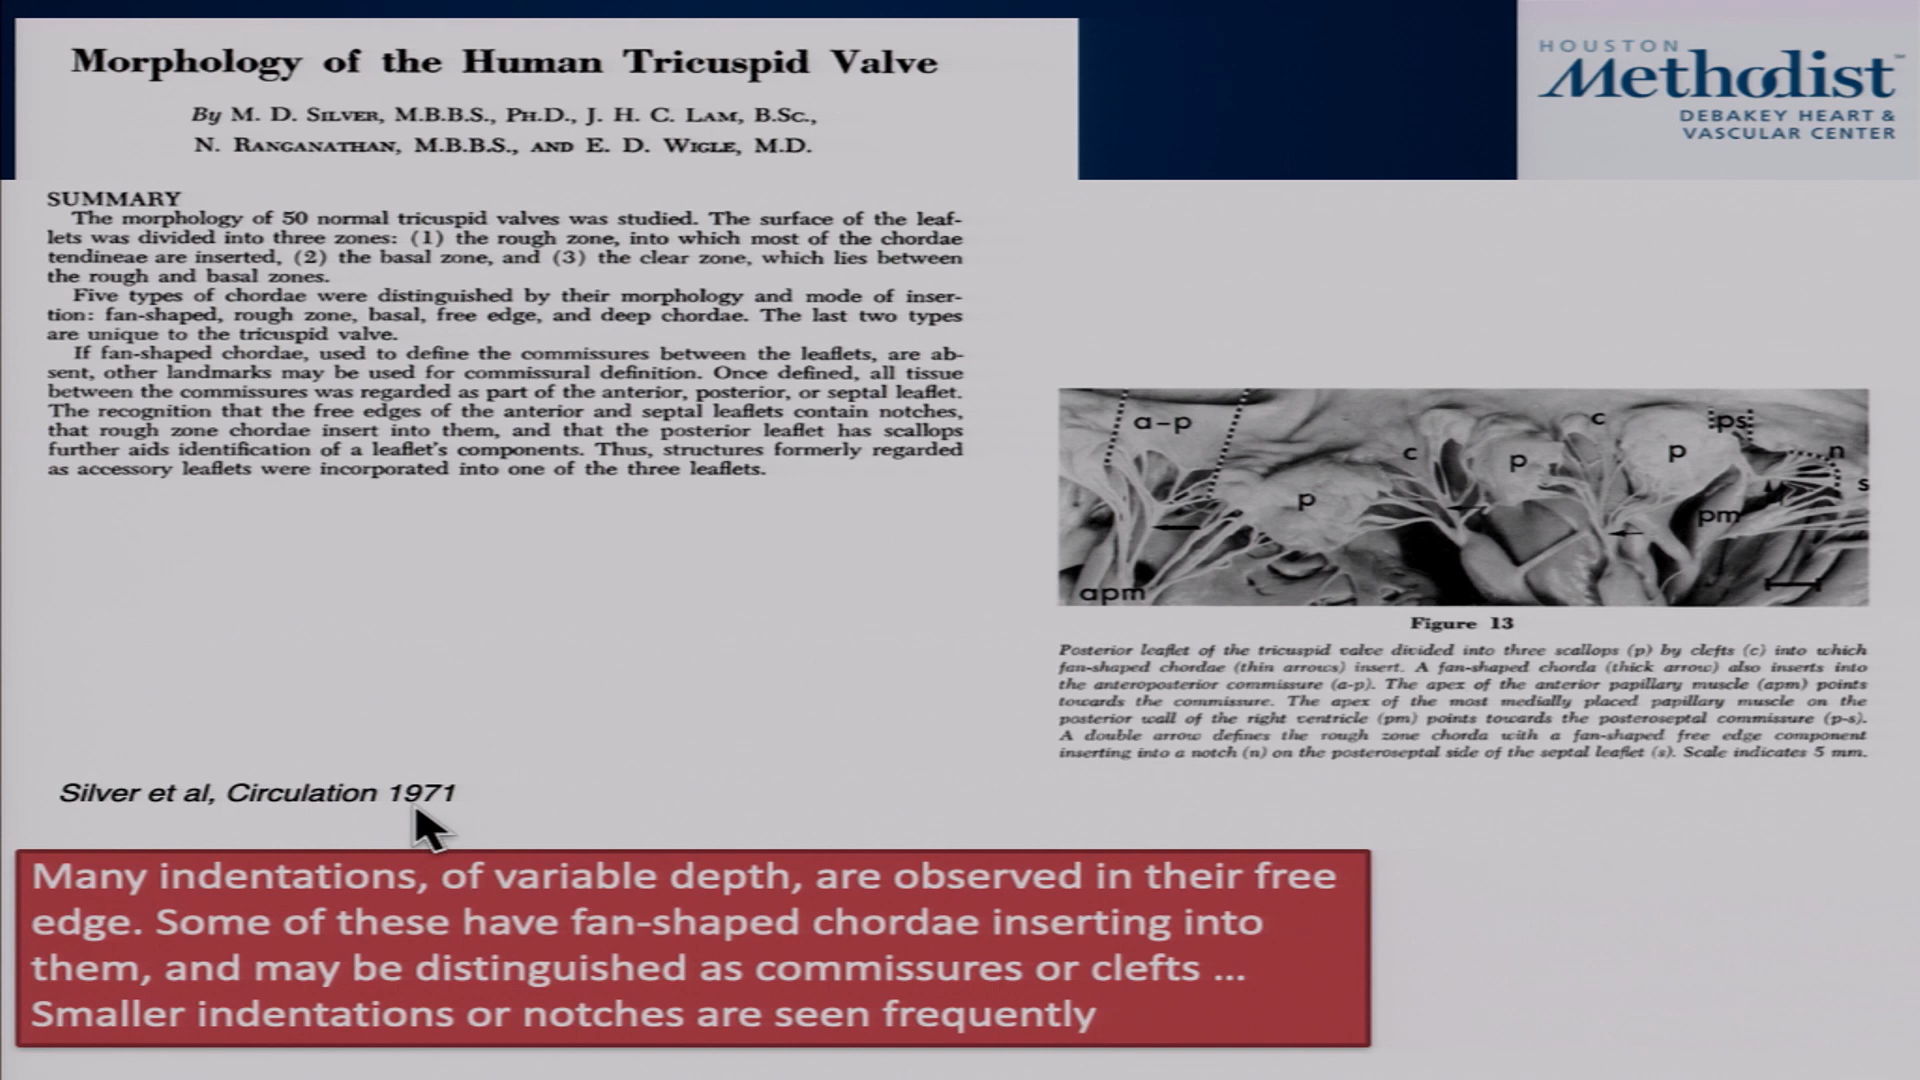 Morphology of the Human Tricuspid Valve
By M. D. SILVER, M.B.B.S., PH.D., J. H. C. LAM, B.SC.,
N. RANGANATHAN, M.B.B.S., AND E. D. WIGLE, M.D.
HOUSTON
Methodist
DEBAKEY HEART &
VASCULAR CENTER
SUMMARY
The morphology of 50 normal tricuspid valves was studied. The surface of the leaf-
lets was divided into three zones: (1) the rough zone, into which most of the chordae
tendineae are inserted, (2) the basal zone, and (3) the clear zone, which lies between
the rough and basal zones.
Five types of chordae were distinguished by their morphology and mode of inser-
tion: fan-shaped, rough zone, basal, free edge, and deep chordae. The last two types
are unique to the tricuspid valve.
If fan-shaped chordae, used to define the commissures between the leaflets, are ab-
sent, other landmarks may be used for commissural definition. Once defined, all tissue
between the commissures was regarded as part of the anterior, posterior, or septal leaflet.
The recognition that the free edges of the anterior and septal leaflets contain notches,
that rough zone chordae insert into them, and that the posterior leaflet has scallops
further aids identification of a leaflet's components. Thus, structures formerly regarded
as accessory leaflets were incorporated into one of the three leaflets.
a-p
c
p
c
p
p
ps
n
s
pm
apm
Figure 13
Posterior leaflet of the tricuspid valve divided into three scallops (p) by clefts (c) into which
fan-shaped chordae (thin arrows) insert. A fan-shaped chorda (thick arrow) also inserts into
the anteroposterior commissure (a-p). The apex of the anterior papillary muscle (apm) points
towards the commissure. The apex of the most medially placed papillary muscle on the
posterior wall of the right ventricle (pm) points towards the posteroseptal commissure (p-s).
A double arrow defines the rough zone chorda with a fan-shaped free edge component
inserting into a notch (n) on the posteroseptal side of the septal leaflet (s). Scale indicates 5 mm.
Silver et al, Circulation 1971
Many indentations, of variable depth, are observed in their free
edge. Some of these have fan-shaped chordae inserting into
them, and may be distinguished as commissures or clefts ...
Smaller indentations or notches are seen frequently